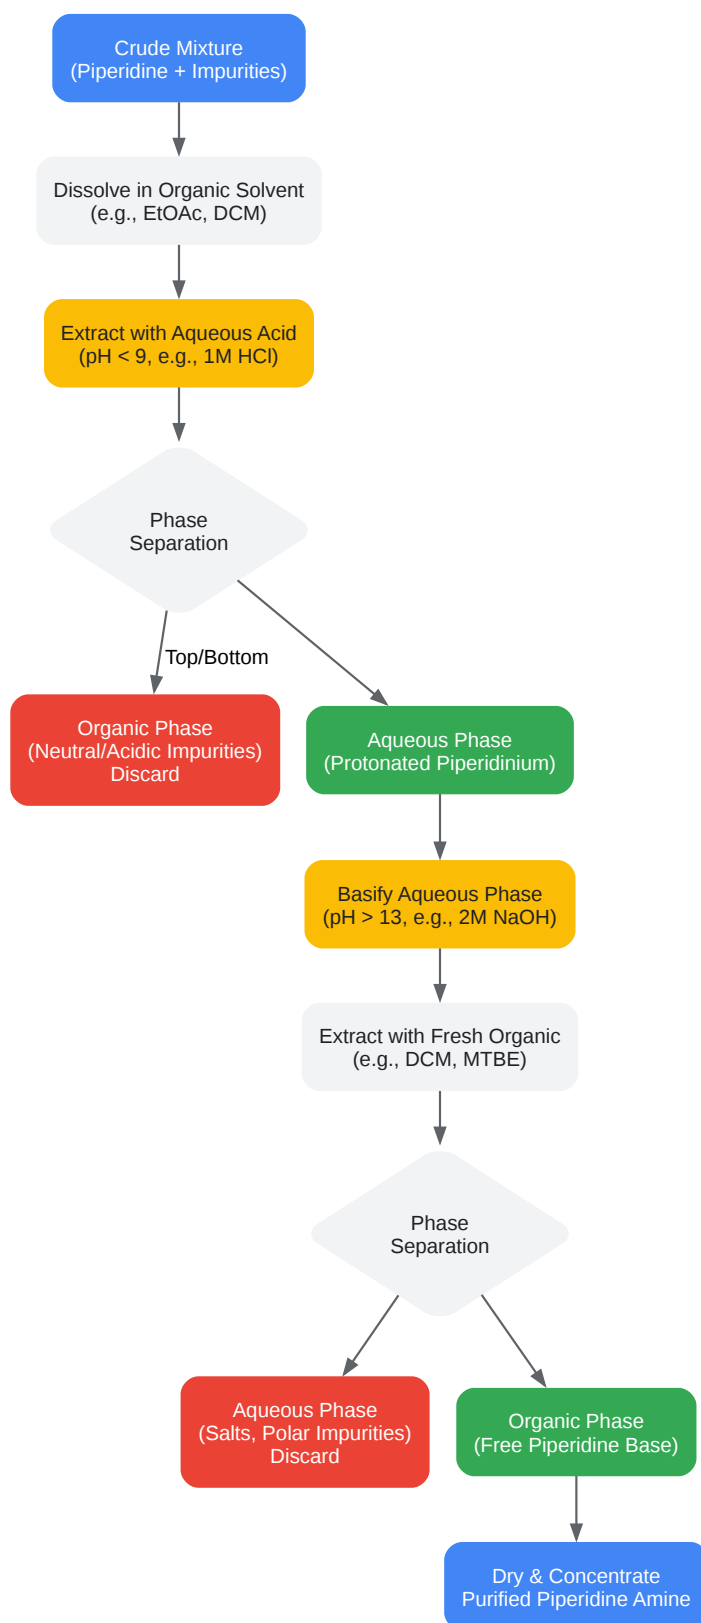 Crude Mixture
(Piperidine + Impurities)
Dissolve in Organic Solvent
(e.g., EtOAc, DCM)
Extract with Aqueous Acid
(pH < 9, e.g., 1M HCl)
Phase
Separation
Top/Bottom
Organic Phase
(Neutral/Acidic Impurities)
Discard
Aqueous Phase
(Protonated Piperidinium)
Basify Aqueous Phase
(pH > 13, e.g., 2M NaOH)
Extract with Fresh Organic
(e.g., DCM, MTBE)
Phase
Separation
Aqueous Phase
(Salts, Polar Impurities)
Discard
Organic Phase
(Free Piperidine Base)
Dry & Concentrate
Purified Piperidine Amine